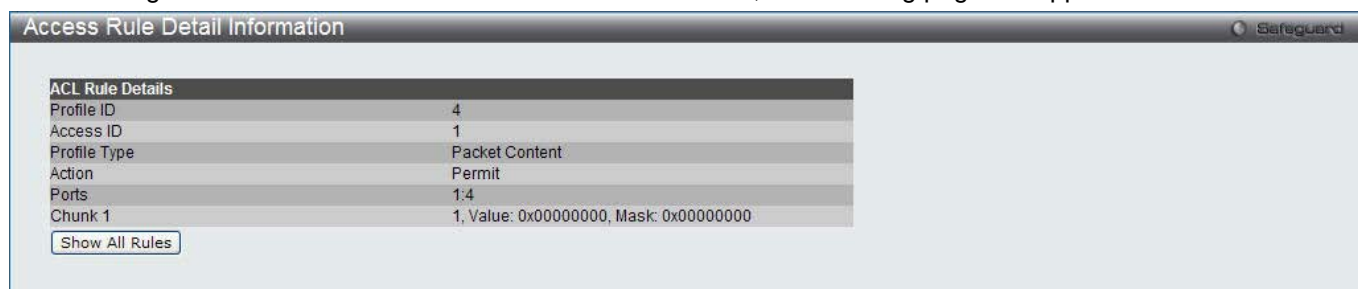 Access Rule Detail Information
Safeguard
ACL Rule Details
Profile ID 4
Access ID 1
Profile Type Packet Content
Action Permit
Ports 1:4
Chunk 1 1, Value: 0x00000000, Mask: 0x00000000
Show All Rules